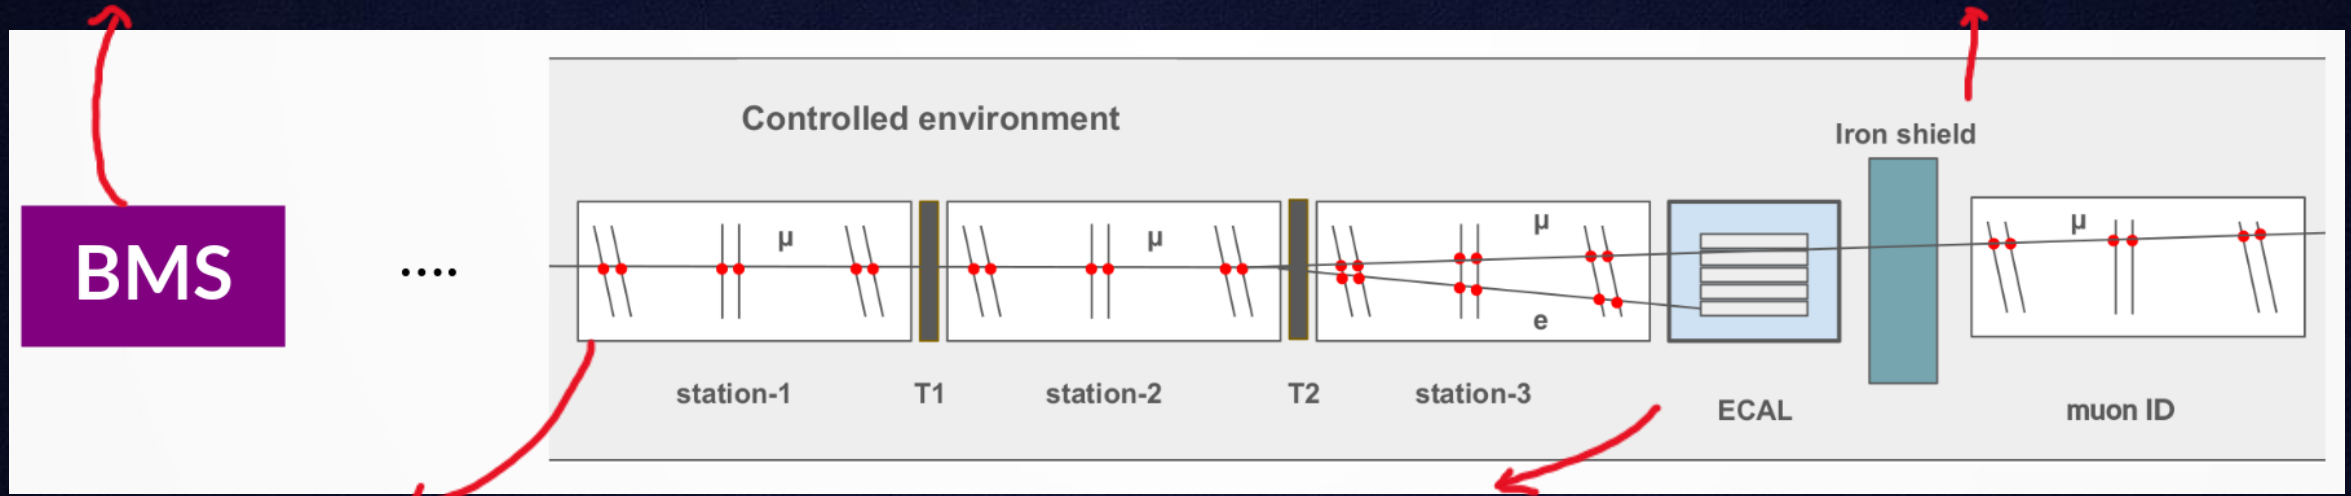 Controlled environment
Iron shield
BMS
....
μ
μ
μ
μ
e
station-1
T1
station-2
T2
station-3
ECAL
muon ID